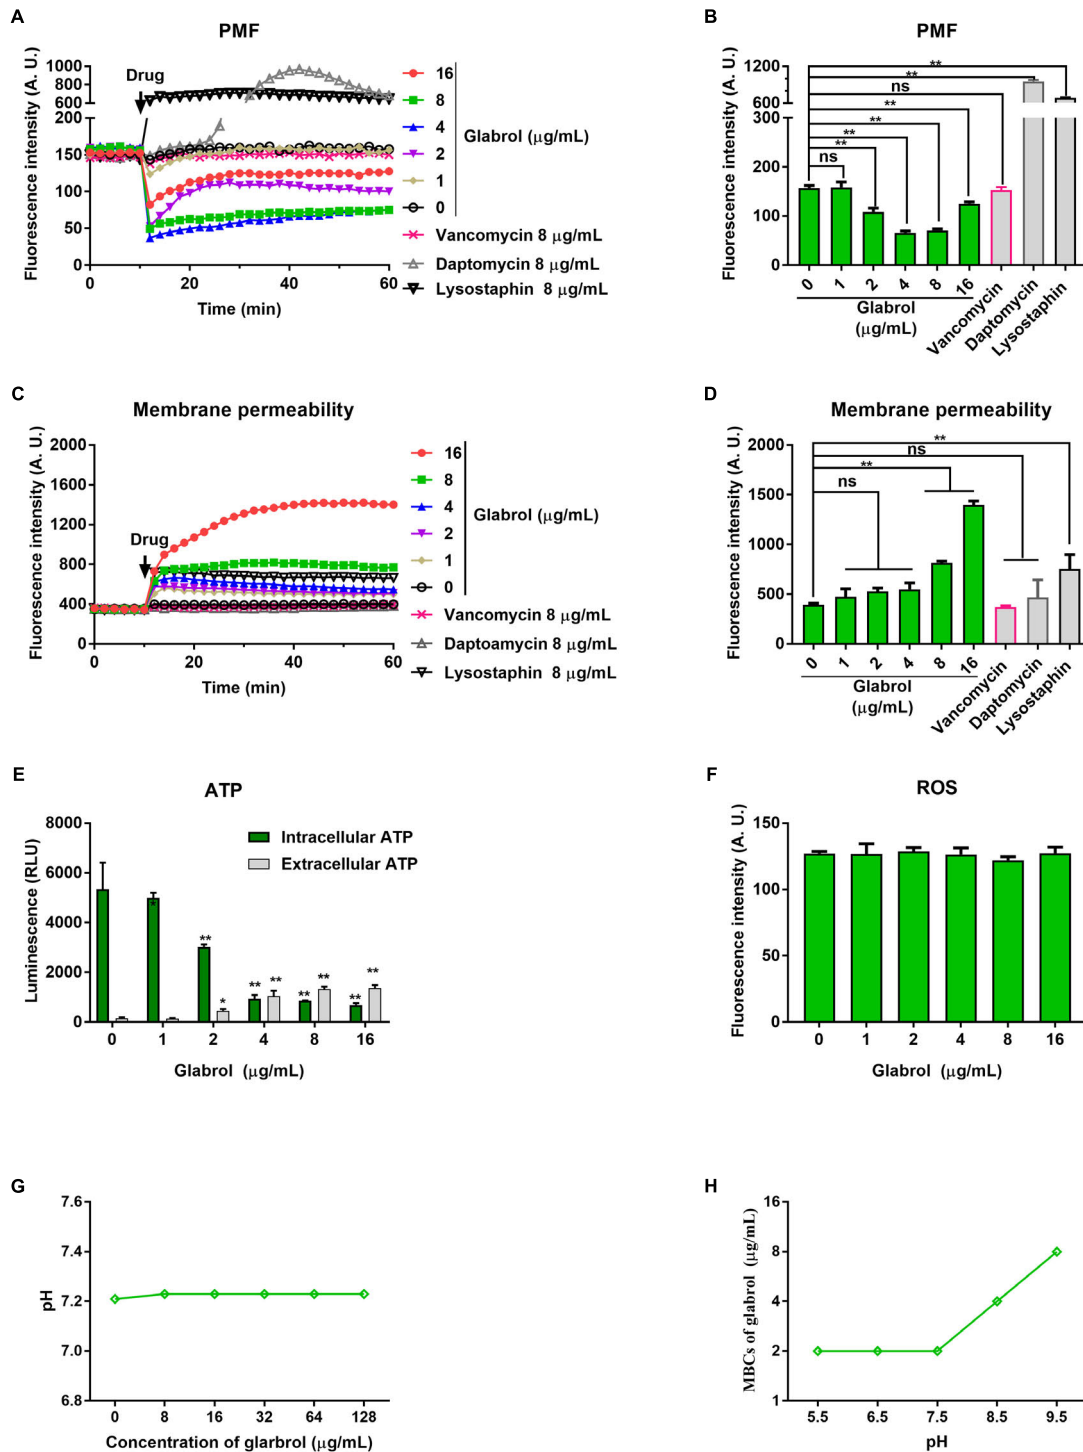 A
PMF
Fluorescence intensity (A. U.)
1000
800
600
200
150
100
50
0
Drug
0
20
40
60
Time (min)
16
8
4
2
1
0
Glabrol (μg/mL)
Vancomycin 8 μg/mL
Daptomycin 8 μg/mL
Lysostaphin 8 μg/mL
B
PMF
Fluorescence intensity (A. U.)
1200
600
300
200
100
0
**
**
ns
**
**
**
**
ns
0
1
2
4
8
16
Vancomycin
Daptomycin
Lysostaphin
Glabrol
(μg/mL)
C
Membrane permeability
Fluorescence intensity (A. U.)
2000
1600
1200
800
400
0
Drug
0
20
40
60
Time (min)
16
8
4
2
1
0
Glabrol (μg/mL)
Vancomycin 8 μg/mL
Daptoamycin 8 μg/mL
Lysostaphin 8 μg/mL
D
Membrane permeability
Fluorescence intensity (A. U.)
2000
1500
1000
500
0
**
ns
**
ns
0
1
2
4
8
16
Vancomycin
Daptomycin
Lysostaphin
Glabrol
(μg/mL)
E
ATP
Luminescence (RLU)
8000
6000
4000
2000
0
Intracellular ATP
Extracellular ATP
**
*
**
**
**
**
**
**
0
1
2
4
8
16
Glabrol (μg/mL)
F
ROS
Fluorescence intensity (A. U.)
150
100
50
0
0
1
2
4
8
16
Glabrol (μg/mL)
G
pH
7.6
7.4
7.2
7.0
6.8
0
8
16
32
64
128
Concentration of glarbrol (μg/mL)
H
MBCs of glabrol (μg/mL)
16
8
4
2
1
5.5
6.5
7.5
8.5
9.5
pH